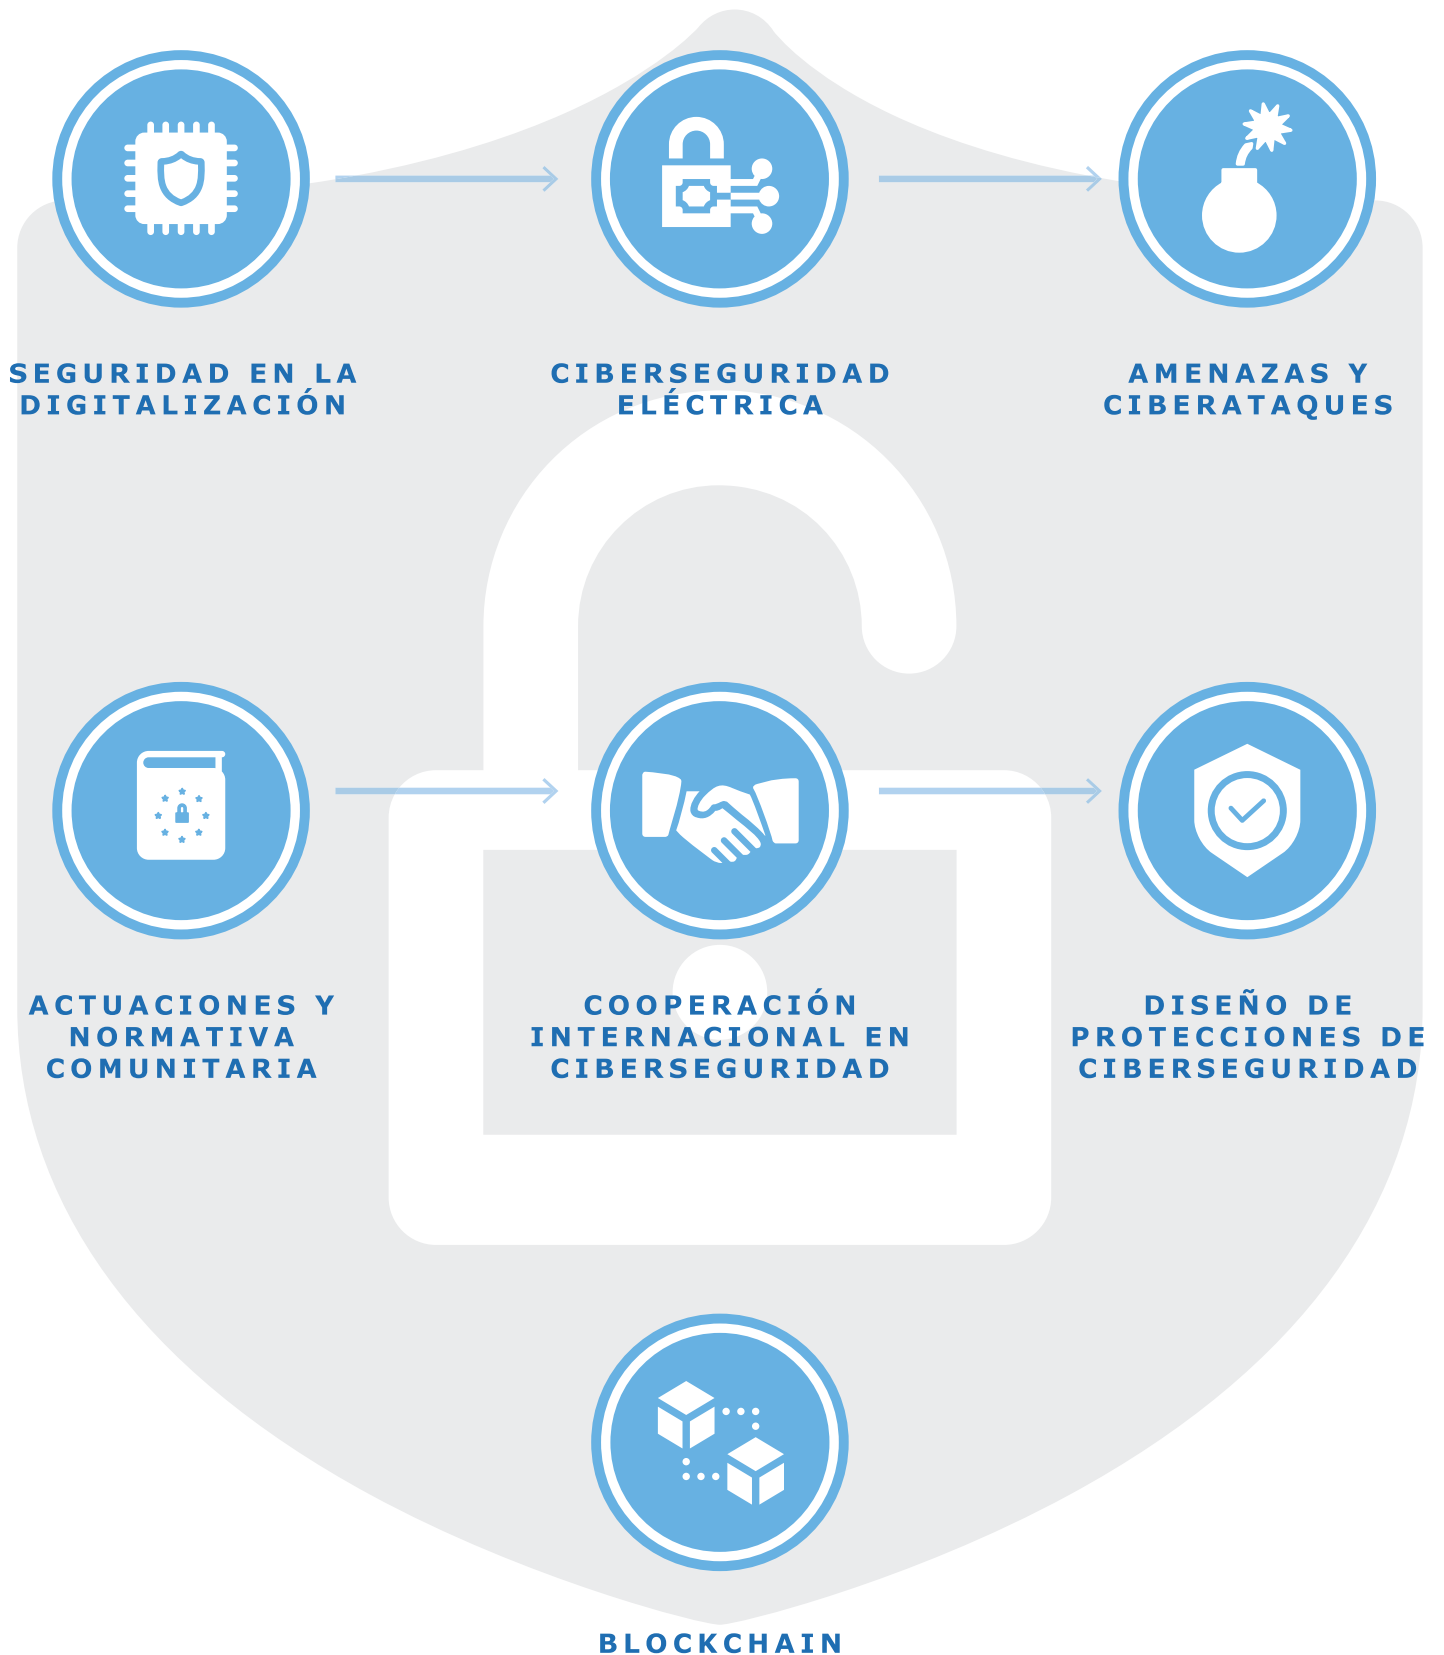 SEGURIDAD EN LA
DIGITALIZACIÓN
CIBERSEGURIDAD
ELÉCTRICA
AMENAZAS Y
CIBERATAQUES
ACTUACIONES Y
NORMATIVA
COMUNITARIA
COOPERACIÓN
INTERNACIONAL EN
CIBERSEGURIDAD
DISEÑO DE
PROTECCIONES DE
CIBERSEGURIDAD
BLOCKCHAIN